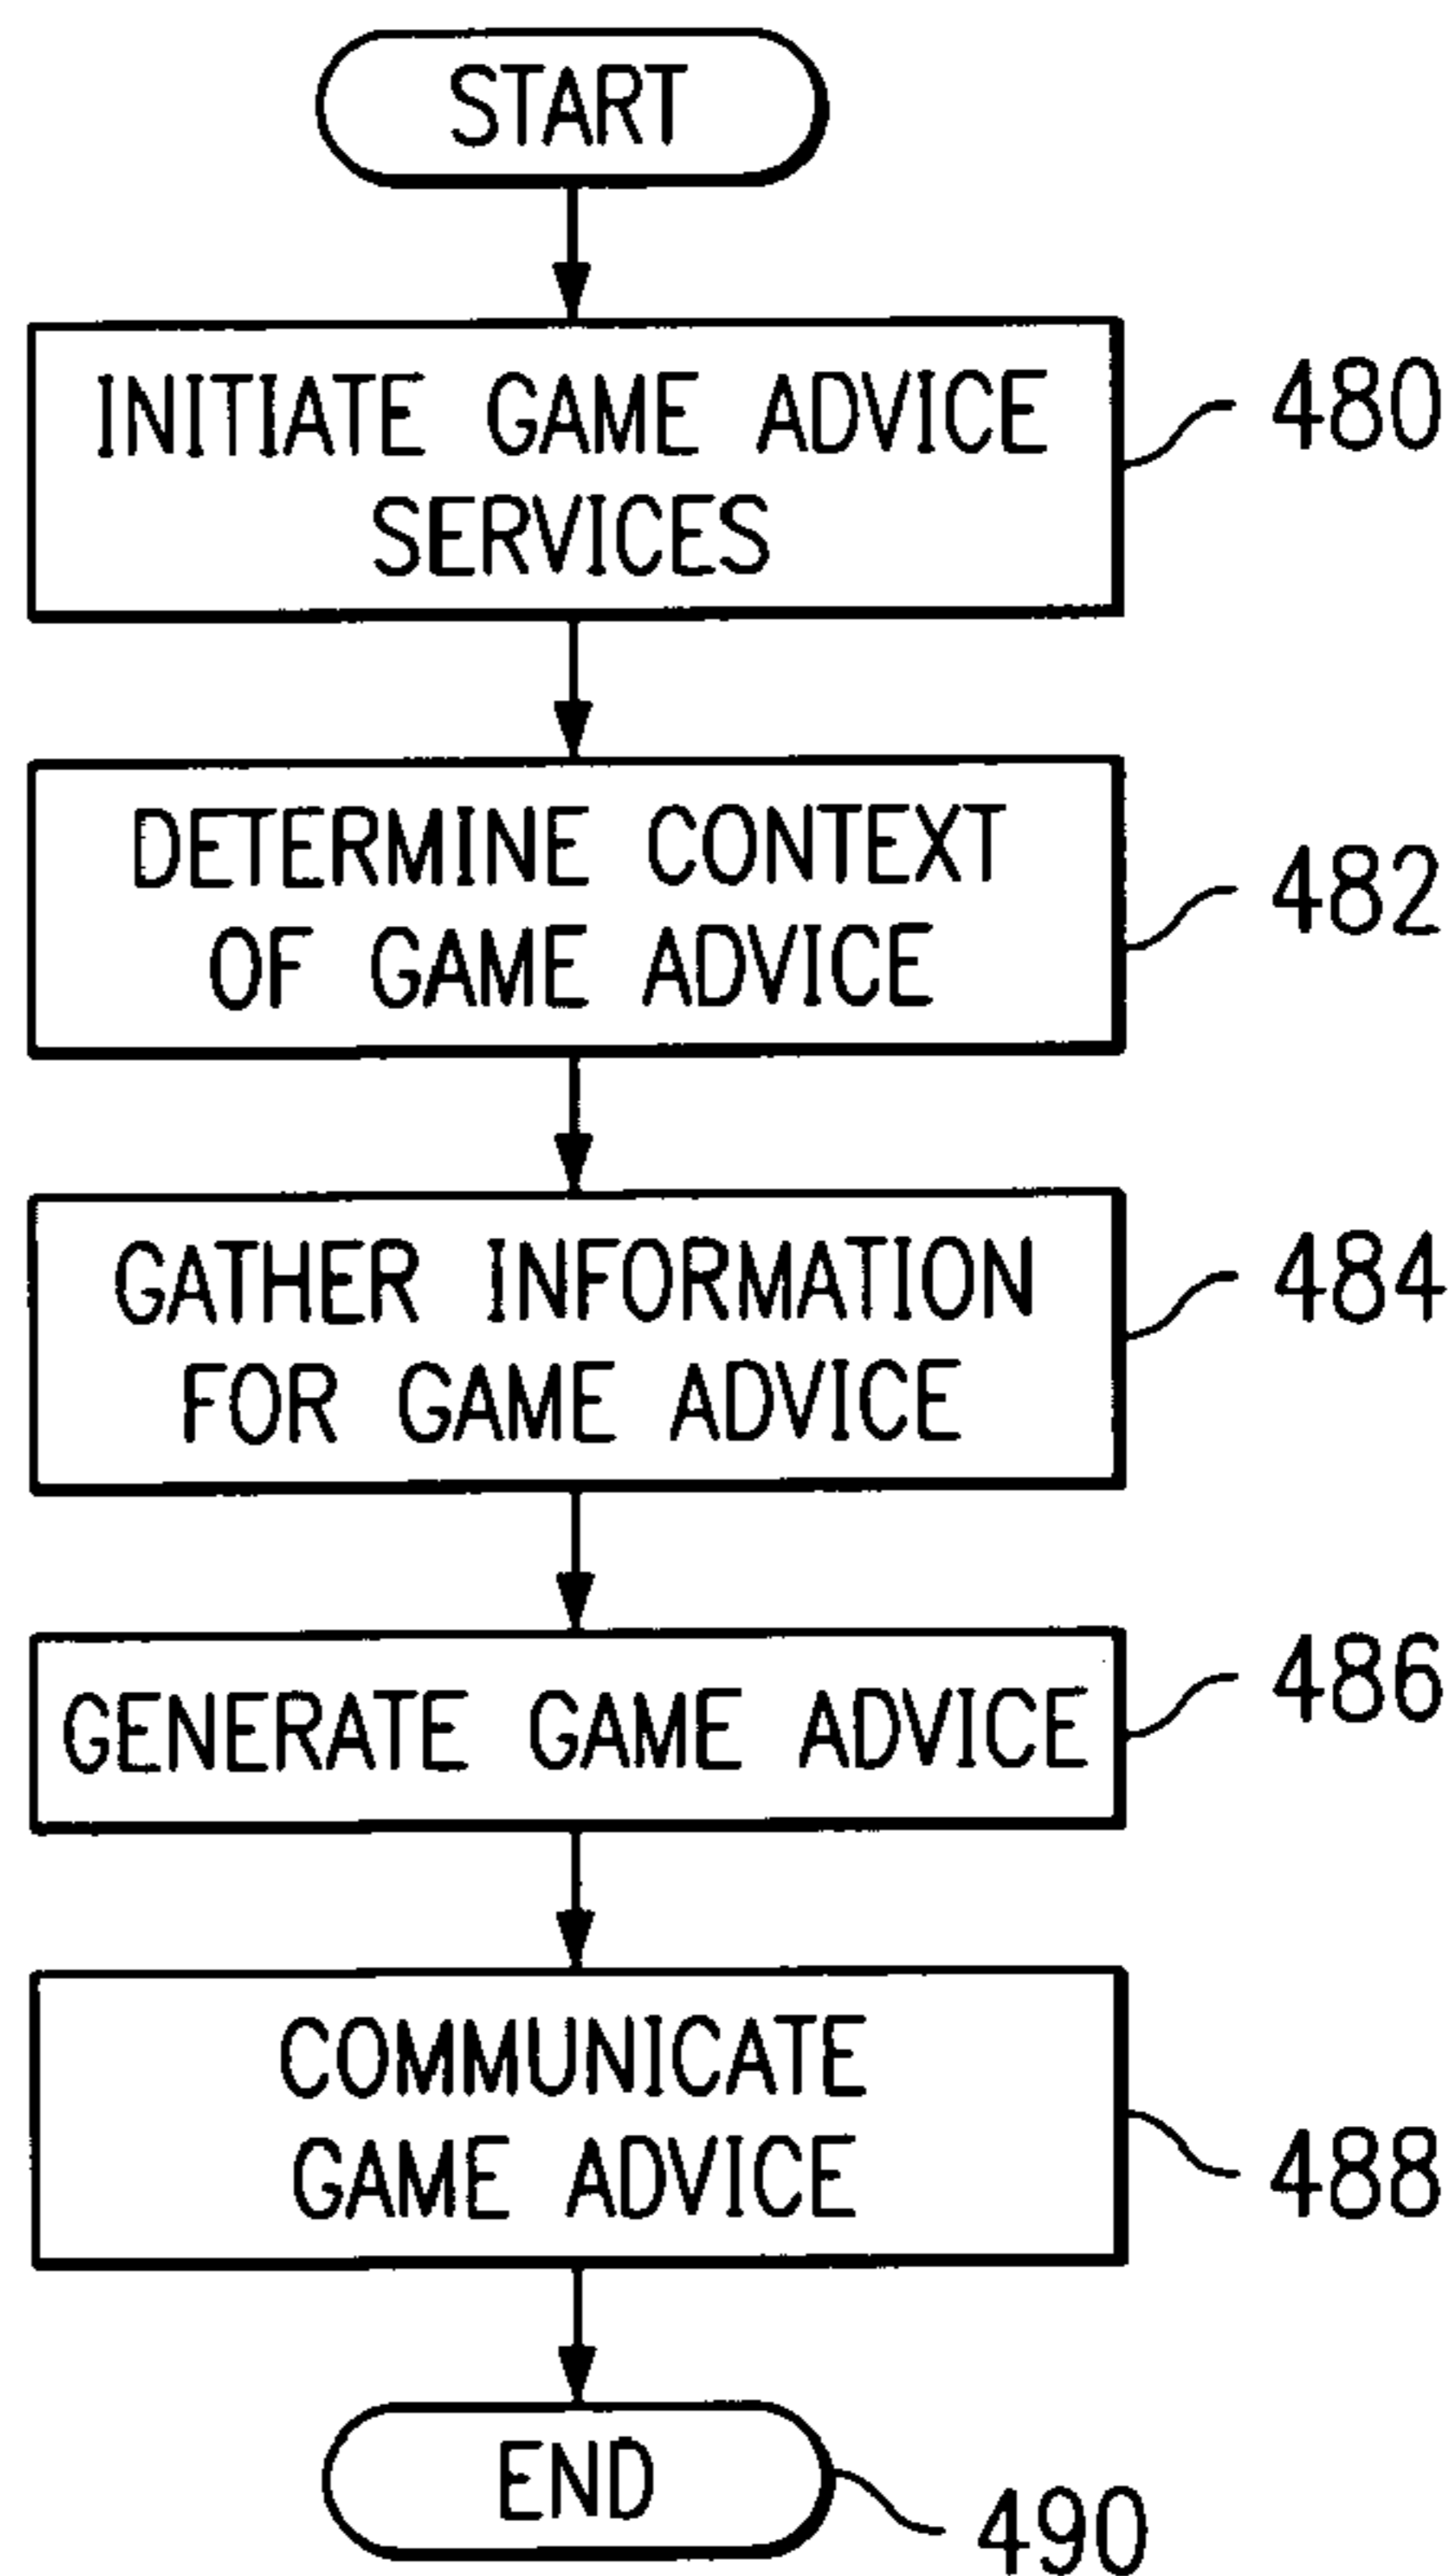 START
INITIATE GAME ADVICE
SERVICES
480
DETERMINE CONTEXT
OF GAME ADVICE
482
GATHER INFORMATION
FOR GAME ADVICE
484
GENERATE GAME ADVICE
486
COMMUNICATE
GAME ADVICE
488
END
490